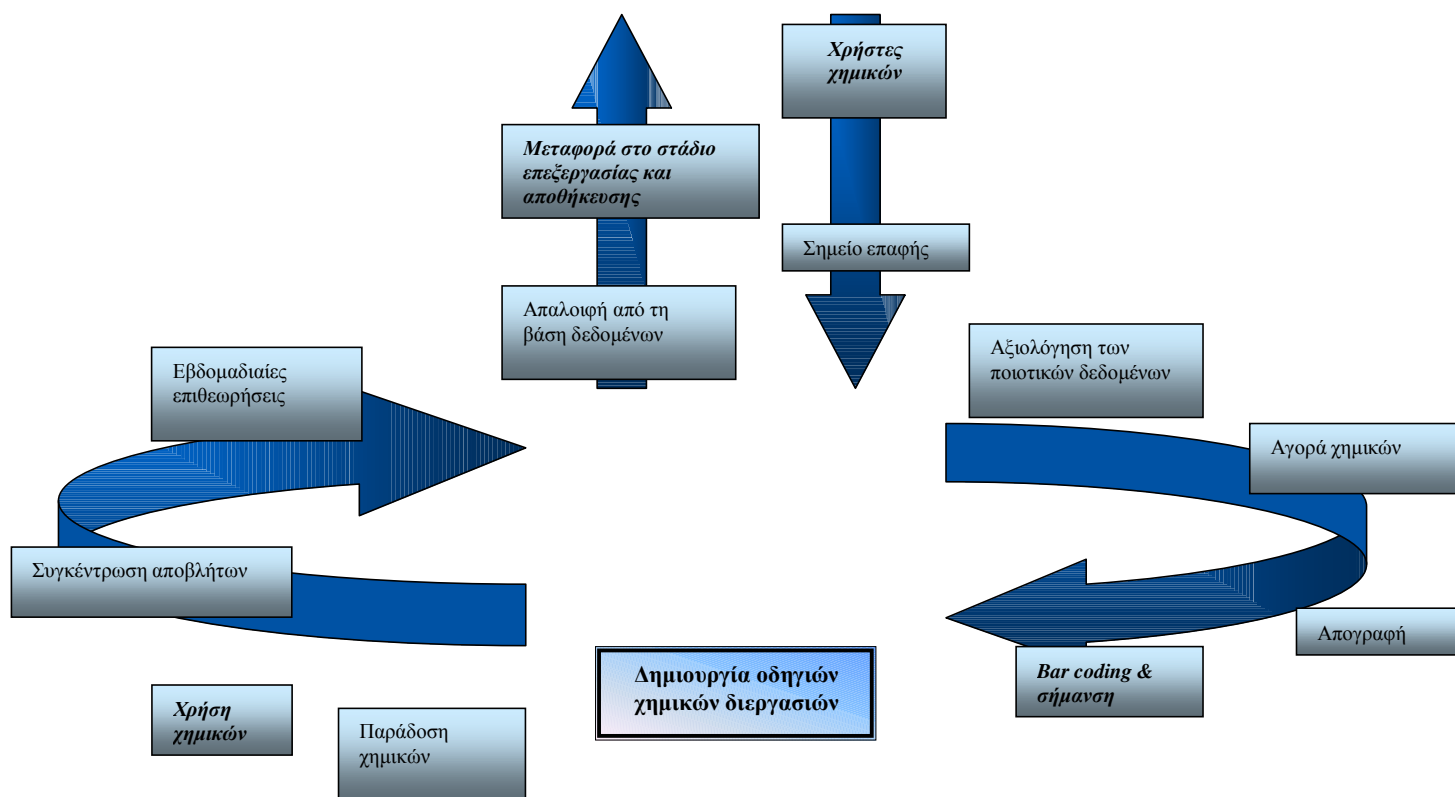 Χρήστες
χημικών
Μεταφορά στο στάδιο
επεξεργασίας και
αποθήκευσης
Σημείο επαφής
Απαλοιφή από τη
βάση δεδομένων
Αξιολόγηση των
ποιοτικών δεδομένων
Εβδομαδιαίες
επιθεωρήσεις
Αγορά χημικών
Συγκέντρωση αποβλήτων
Απογραφή
Δημιουργία οδηγιών
χημικών διεργασιών
Bar coding &
σήμανση
Χρήση
χημικών
Παράδοση
χημικών